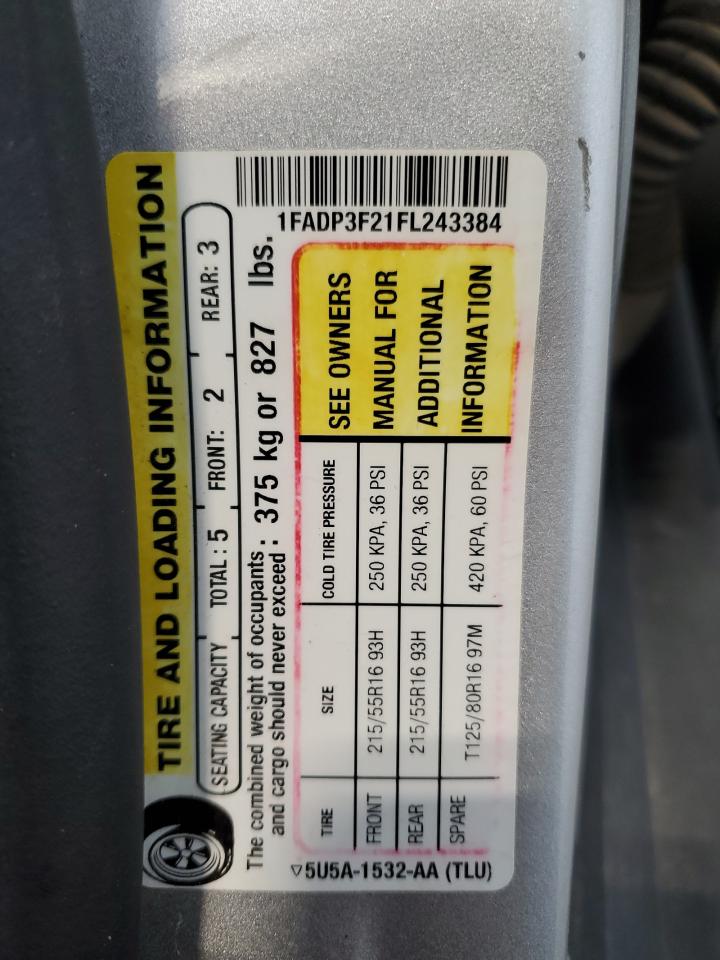 TIRE AND LOADING INFORMATION
SEATING CAPACITY TOTAL : 5 FRONT: 2 REAR: 3
The combined weight of occupants
and cargo should never exceed : 375 kg or 827 lbs.
TIRE SIZE COLD TIRE PRESSURE
FRONT 215/55R16 93H 250 KPA, 36 PSI
REAR 215/55R16 93H 250 KPA, 36 PSI
SPARE T125/80R16 97M 420 KPA, 60 PSI
SEE OWNERS
MANUAL FOR
ADDITIONAL
INFORMATION
▽5U5A-1532-AA (TLU)
1FADP3F21FL243384